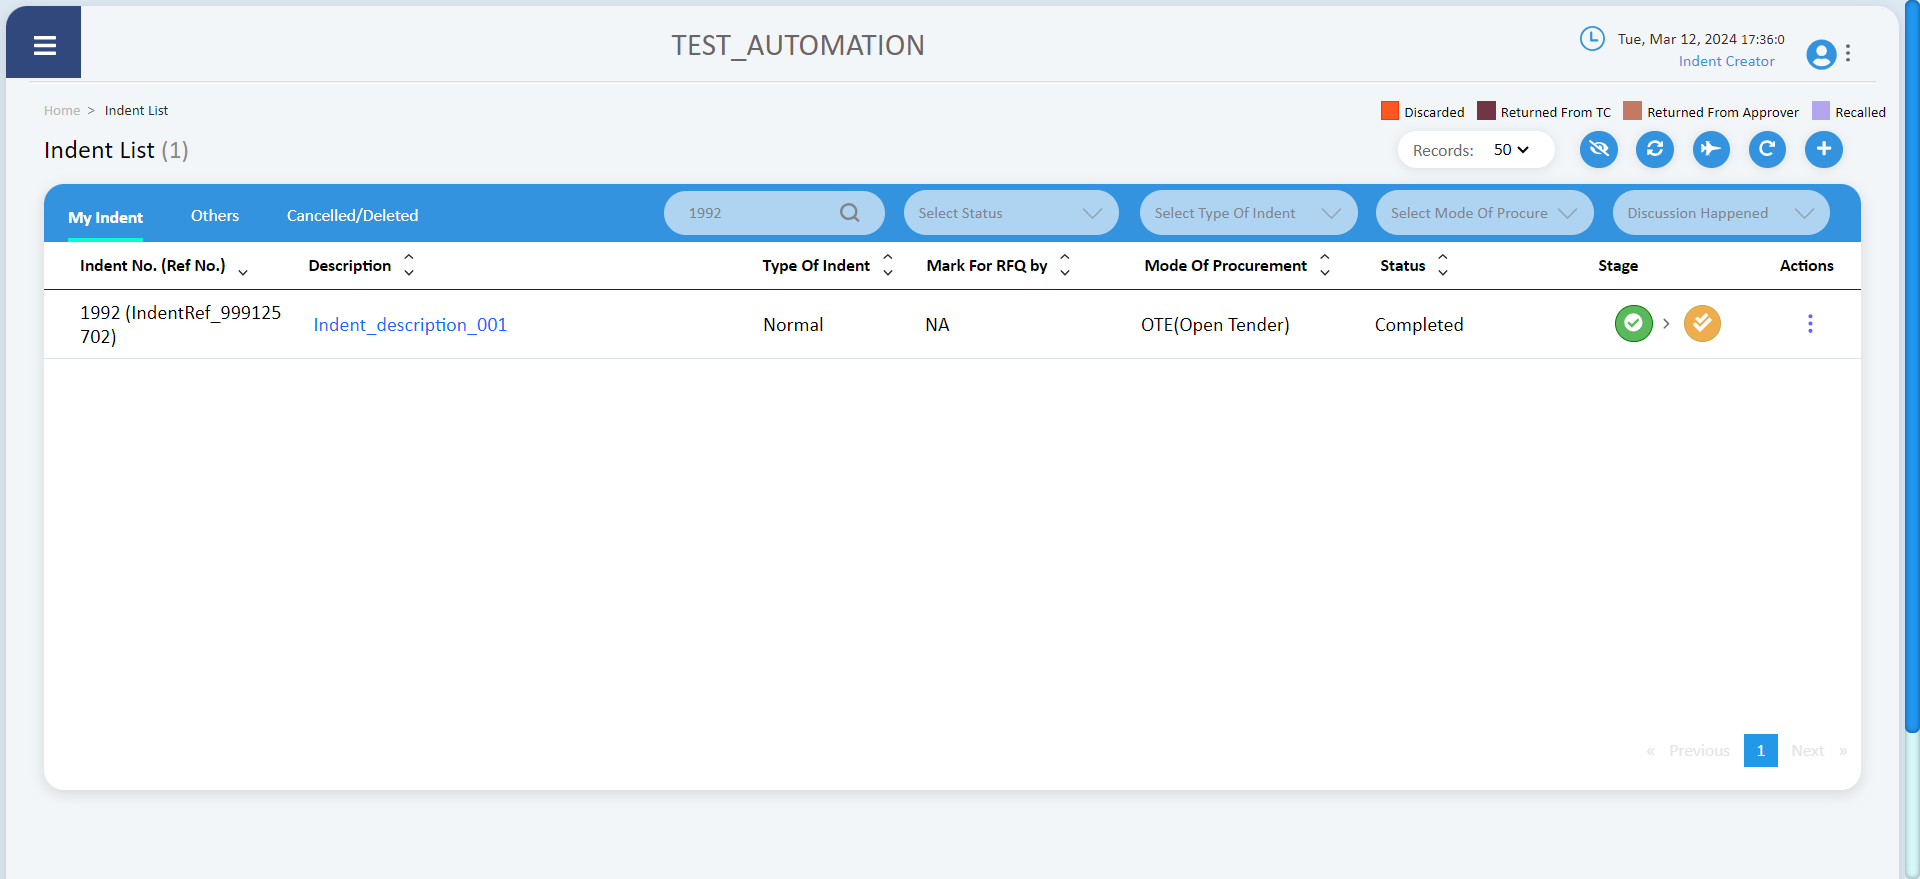 TEST_AUTOMATION
Tue, Mar 12, 2024 17:36:0
Indent Creator
Home > Indent List
Discarded Returned From TC Returned From Approver Recalled
Indent List (1)
Records: 50
My Indent Others Cancelled/Deleted 1992 Select Status Select Type Of Indent Select Mode Of Procure Discussion Happened
Indent No. (Ref No.) Description Type Of Indent Mark For RFQ by Mode Of Procurement Status Stage Actions
1992 (IndentRef_999125
702) Indent_description_001 Normal NA OTE(Open Tender) Completed
« Previous 1 Next »